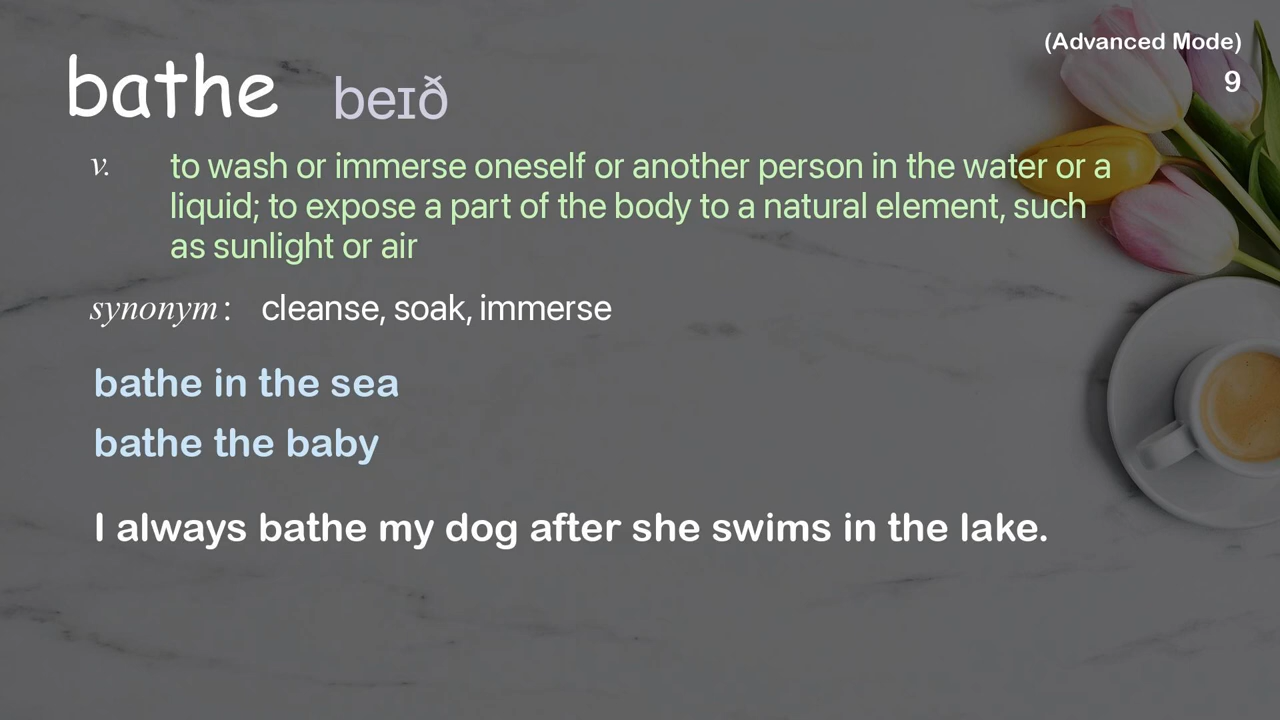 (Advanced Mode)
bathe beɪð
9
v. to wash or immerse oneself or another person in the water or a
liquid; to expose a part of the body to a natural element, such
as sunlight or air
synonym: cleanse, soak, immerse
bathe in the sea
bathe the baby
I always bathe my dog after she swims in the lake.